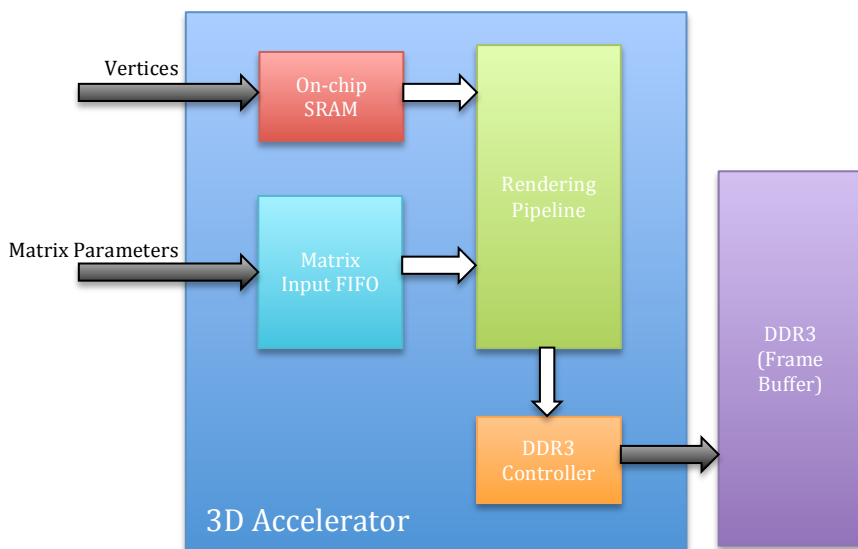 Vertices
On-chip
SRAM
Rendering
Pipeline
Matrix Parameters
Matrix
Input FIFO
DDR3
(Frame
Buffer)
DDR3
Controller
3D Accelerator